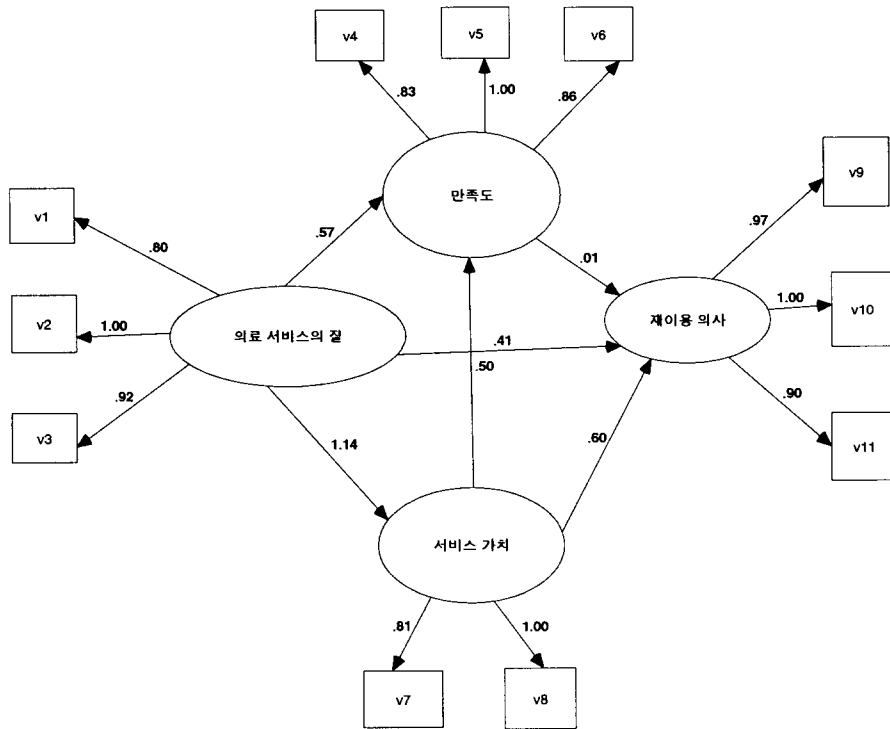 v4
v5
v6
.83
1.00
.86
만족도
v9
v1
.57
.97
.80
.01
v2
1.00
의료 서비스의 질
재이용 의사
1.00
v10
.41
.50
.92
.90
v3
1.14
.60
v11
서비스 가치
.81
1.00
v7
v8